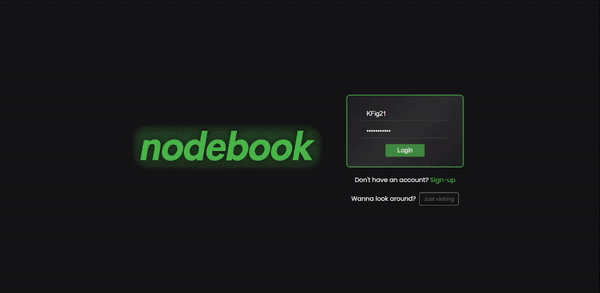 nodebook
KFig21
•••••••••••
Login
Don't have an account? Sign-up
Wanna look around? Just visiting